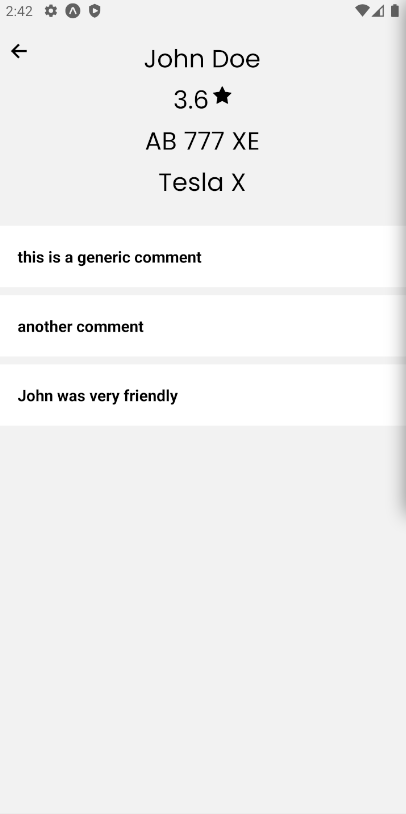 2:42
John Doe
3.6
AB 777 XE
Tesla X
this is a generic comment
another comment
John was very friendly